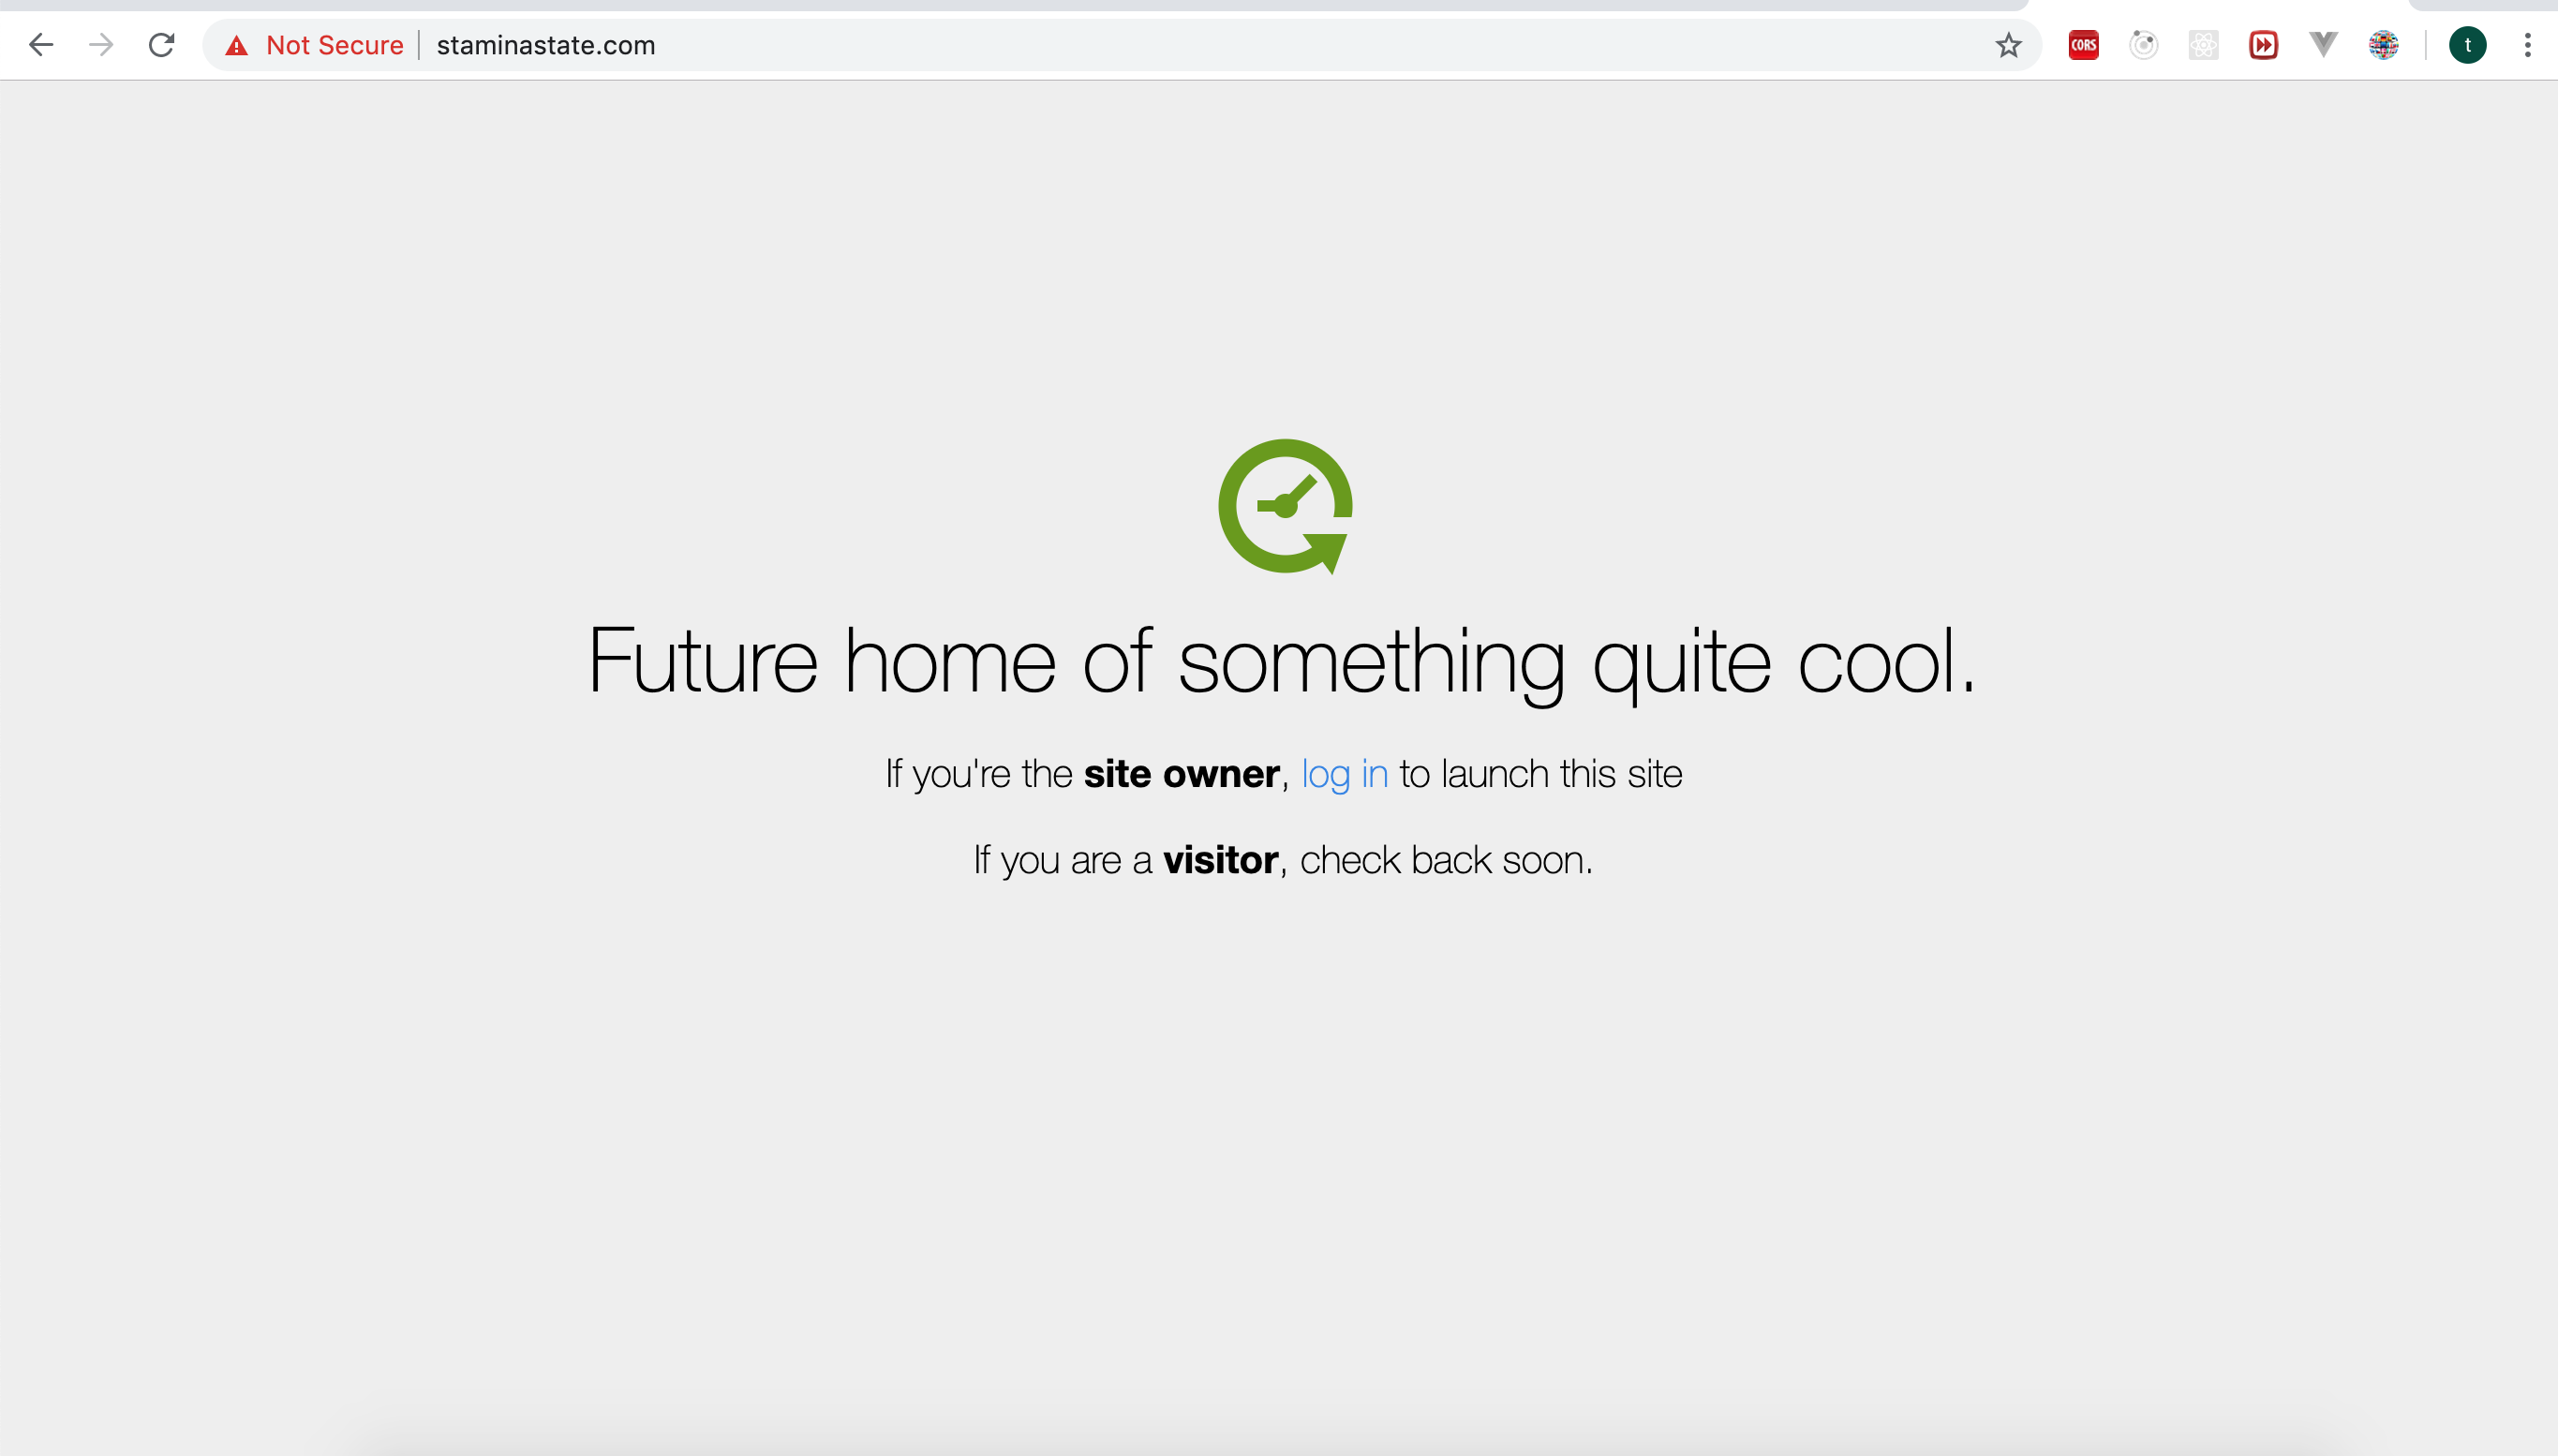 Not Secure | staminastate.com
CORS
t
Future home of something quite cool.
If you're the site owner, log in to launch this site
If you are a visitor, check back soon.